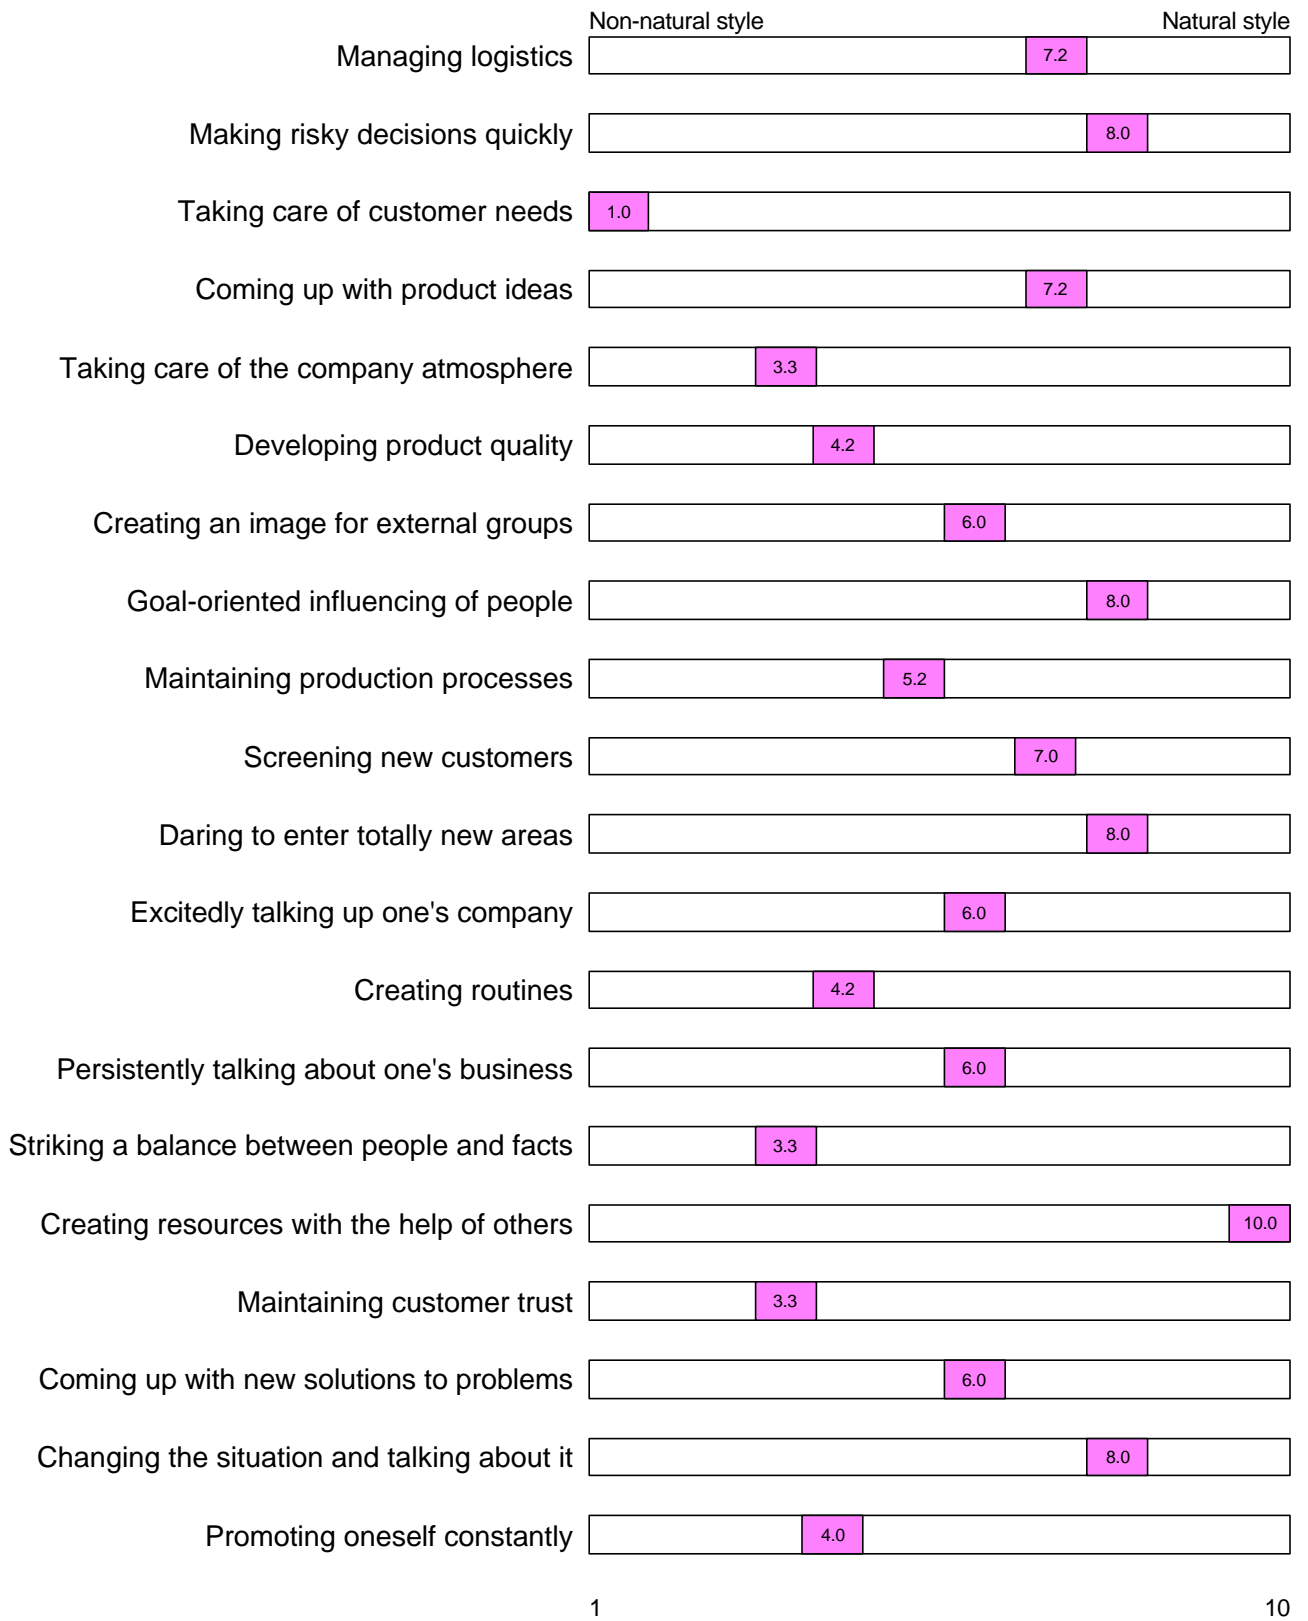 Non-natural style Natural style
Managing logistics 7.2
Making risky decisions quickly 8.0
Taking care of customer needs 1.0
Coming up with product ideas 7.2
Taking care of the company atmosphere 3.3
Developing product quality 4.2
Creating an image for external groups 6.0
Goal-oriented influencing of people 8.0
Maintaining production processes 5.2
Screening new customers 7.0
Daring to enter totally new areas 8.0
Excitedly talking up one's company 6.0
Creating routines 4.2
Persistently talking about one's business 6.0
Striking a balance between people and facts 3.3
Creating resources with the help of others 10.0
Maintaining customer trust 3.3
Coming up with new solutions to problems 6.0
Changing the situation and talking about it 8.0
Promoting oneself constantly 4.0
1 10